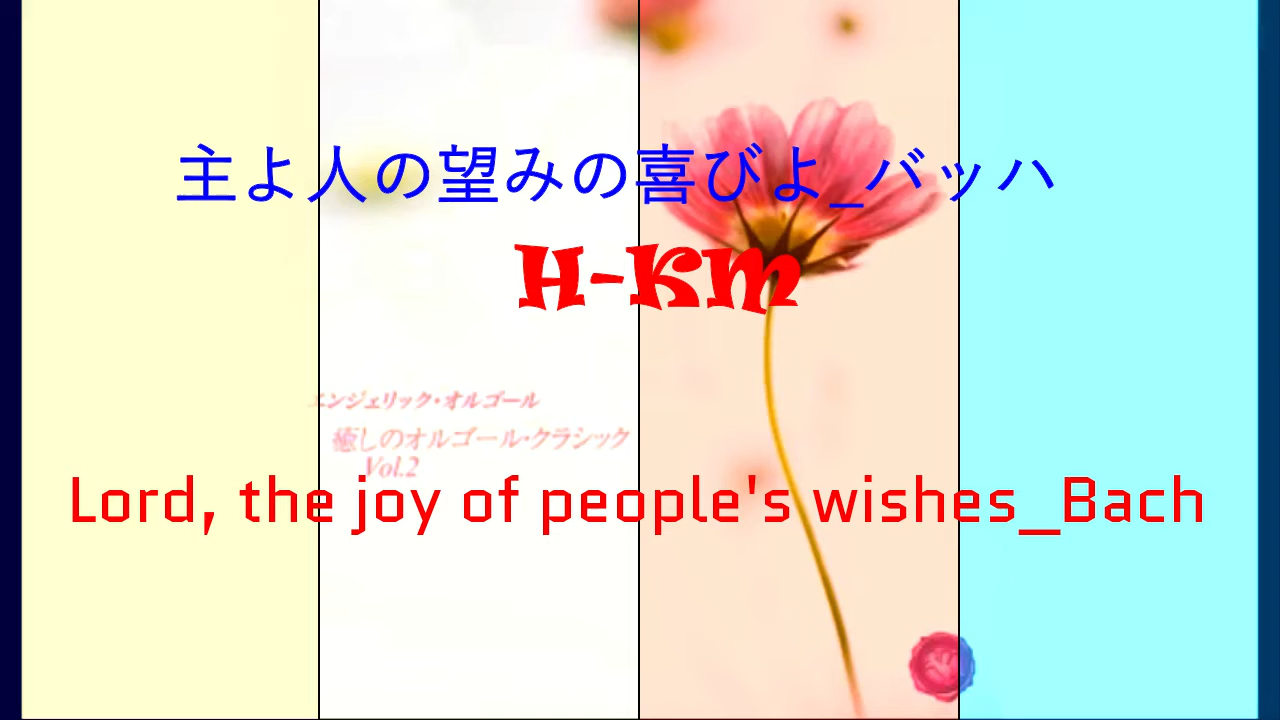 主よ人の望みの喜びよ_バッハ
H-KM
エンジェリック・オルゴール
癒しのオルゴール・クラシック
Vol.2
Lord, the joy of people's wishes_Bach